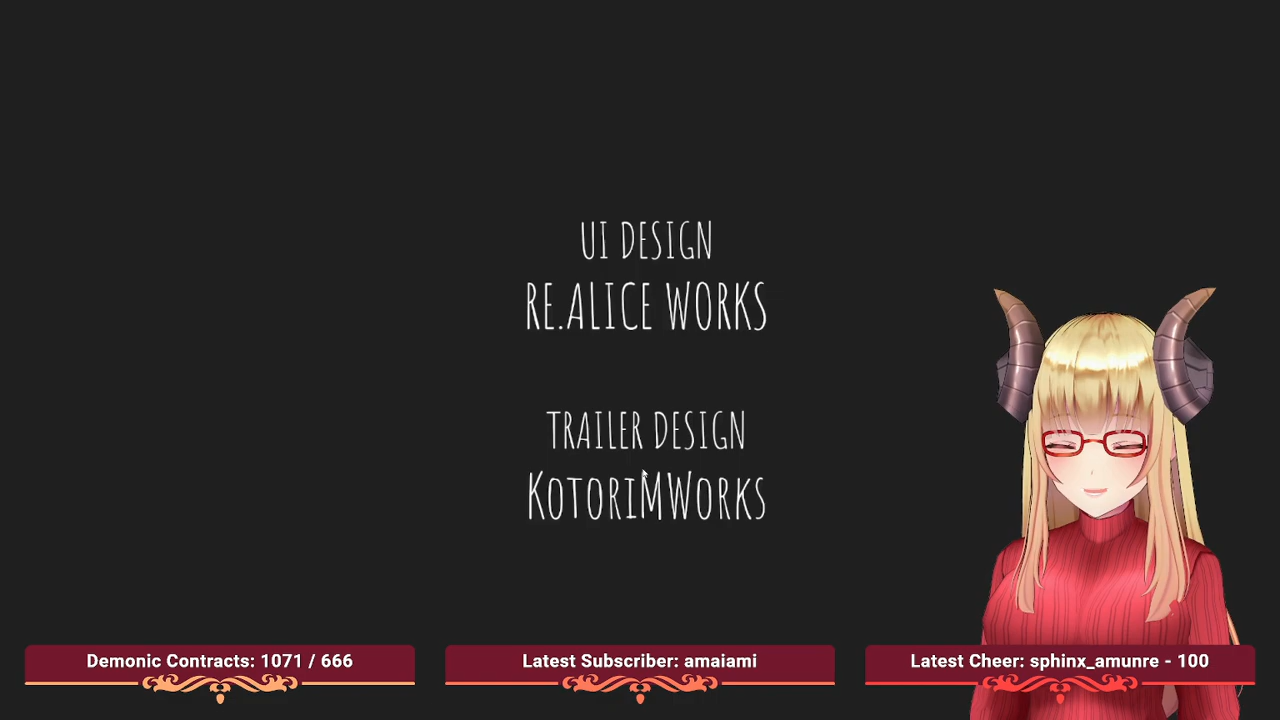 UI DESIGN
RE.ALICE WORKS
TRAILER DESIGN
KOTORIMWORKS
Demonic Contracts: 1071 / 666
Latest Subscriber: amaiami
Latest Cheer: sphinx_amunre - 100